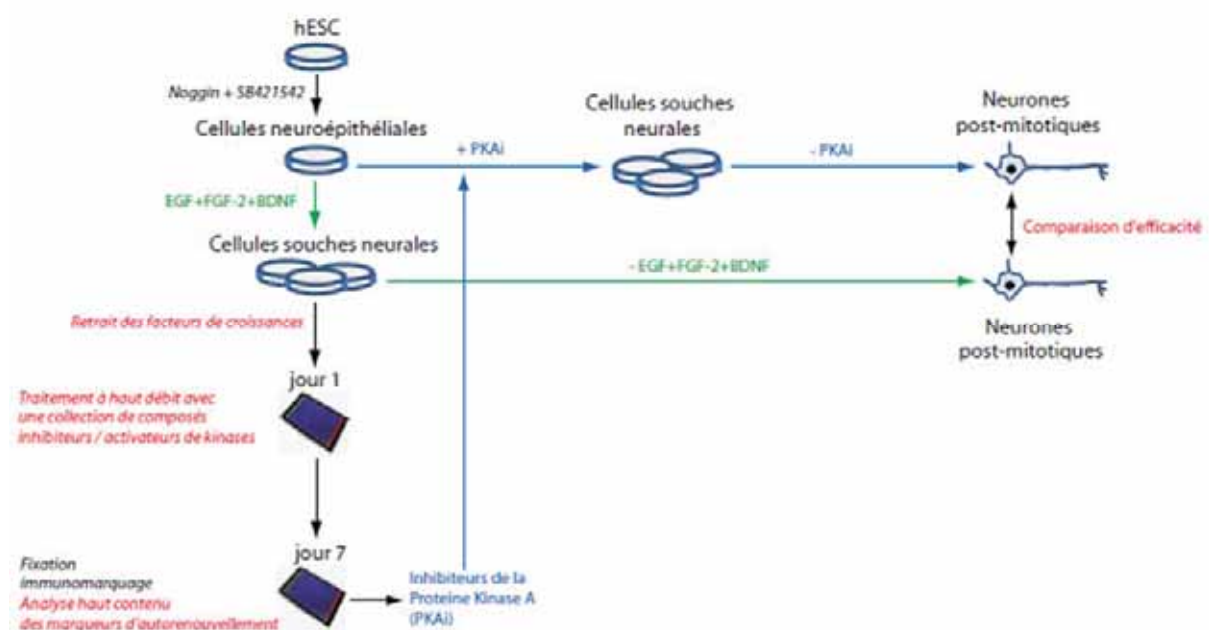 hESC
Noggin + SB421542
Cellules neuroépithéliales
EGF+FGF-2+BDNF
+ PKAi
Cellules souches
neurales
- PKAi
Neurones
post-mitotiques
Comparaison d'efficacité
Cellules souches neurales
- EGF+FGF-2+BDNF
Neurones
post-mitotiques
Retrait des facteurs de croissances
jour 1
Traitement à haut débit avec
une collection de composés
inhibiteurs / activateurs de kinases
jour 7
Fixation
Immunomarquage
Analyse haut contenu
des marqueurs d'autorenouvellement
Inhibiteurs de la
Proteine Kinase A
(PKAi)